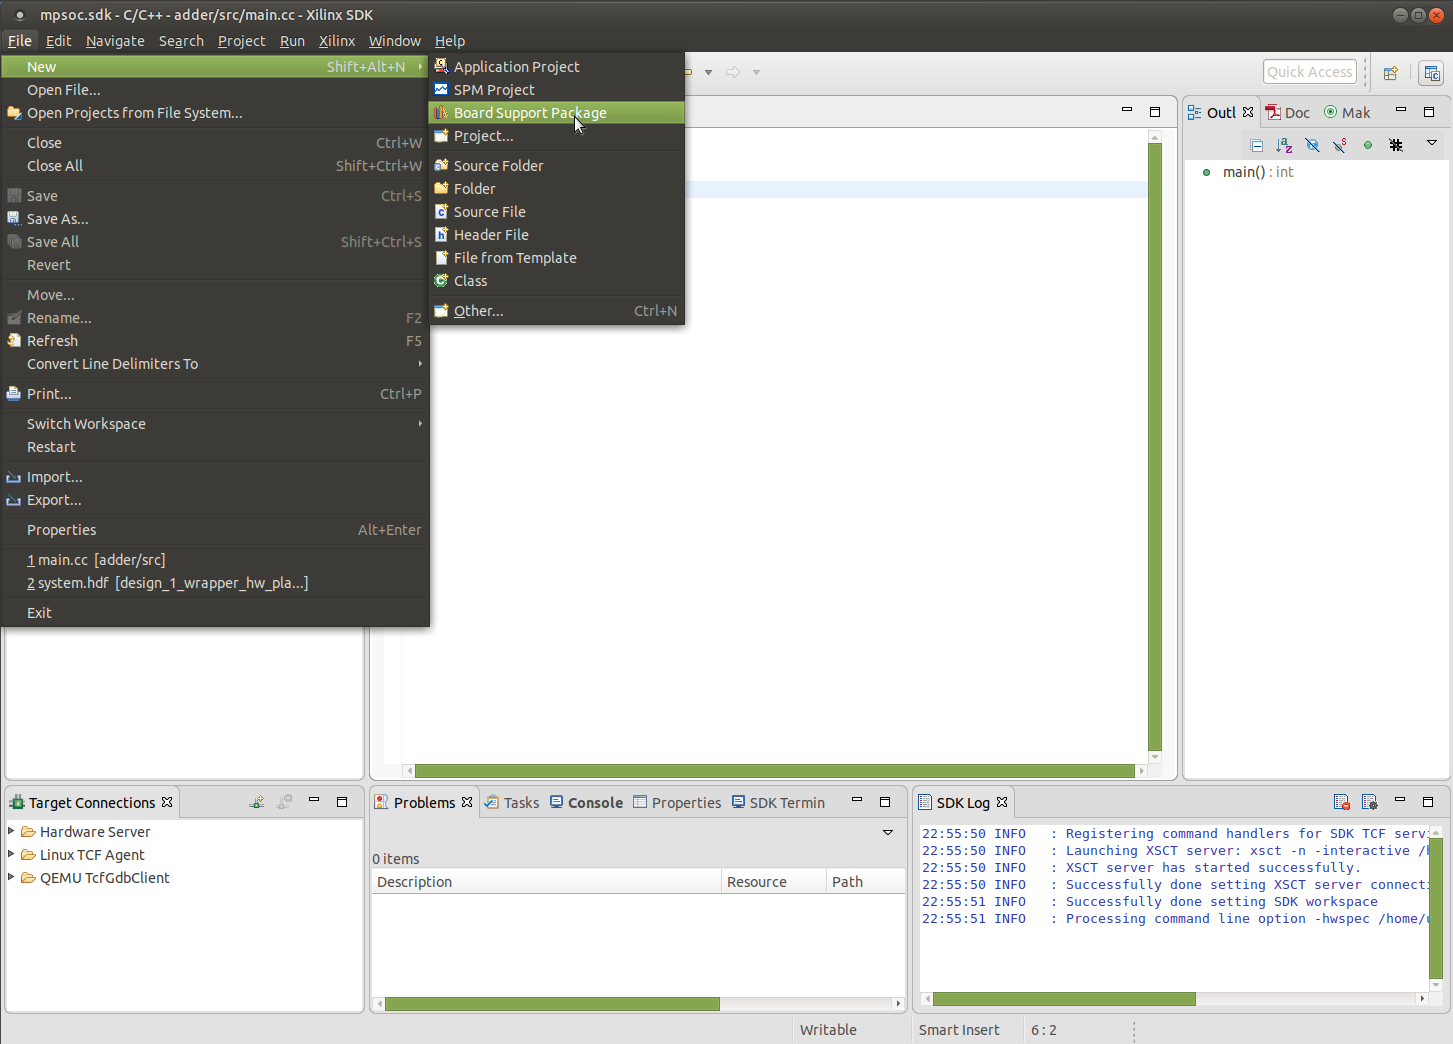 mpsoc.sdk - C/C++ - adder/src/main.cc - Xilinx SDK
File Edit Navigate Search Project Run Xilinx Window Help
New Shift+Alt+N
Open File...
Open Projects from File System...
Close Ctrl+W
Close All Shift+Ctrl+W
Save Ctrl+S
Save As...
Save All Shift+Ctrl+S
Revert
Move...
Rename... F2
Refresh F5
Convert Line Delimiters To
Print... Ctrl+P
Switch Workspace
Restart
Import...
Export...
Properties Alt+Enter
1 main.cc [adder/src]
2 system.hdf [design_1_wrapper_hw_pla...]
Exit
Application Project
SPM Project
Board Support Package
Project...
Source Folder
Folder
Source File
Header File
File from Template
Class
Other... Ctrl+N
Quick Access
Outl Doc Mak
main() : int
Target Connections
Hardware Server
Linux TCF Agent
QEMU TcfGdbClient
Problems Tasks Console Properties SDK Termin
0 items
Description Resource Path
SDK Log
22:55:50 INFO : Registering command handlers for SDK TCF servi
22:55:50 INFO : Launching XSCT server: xsct -n -interactive /h
22:55:50 INFO : XSCT server has started successfully.
22:55:50 INFO : Successfully done setting XSCT server connecti
22:55:51 INFO : Successfully done setting SDK workspace
22:55:51 INFO : Processing command line option -hwspec /home/u
Writable Smart Insert 6 : 2